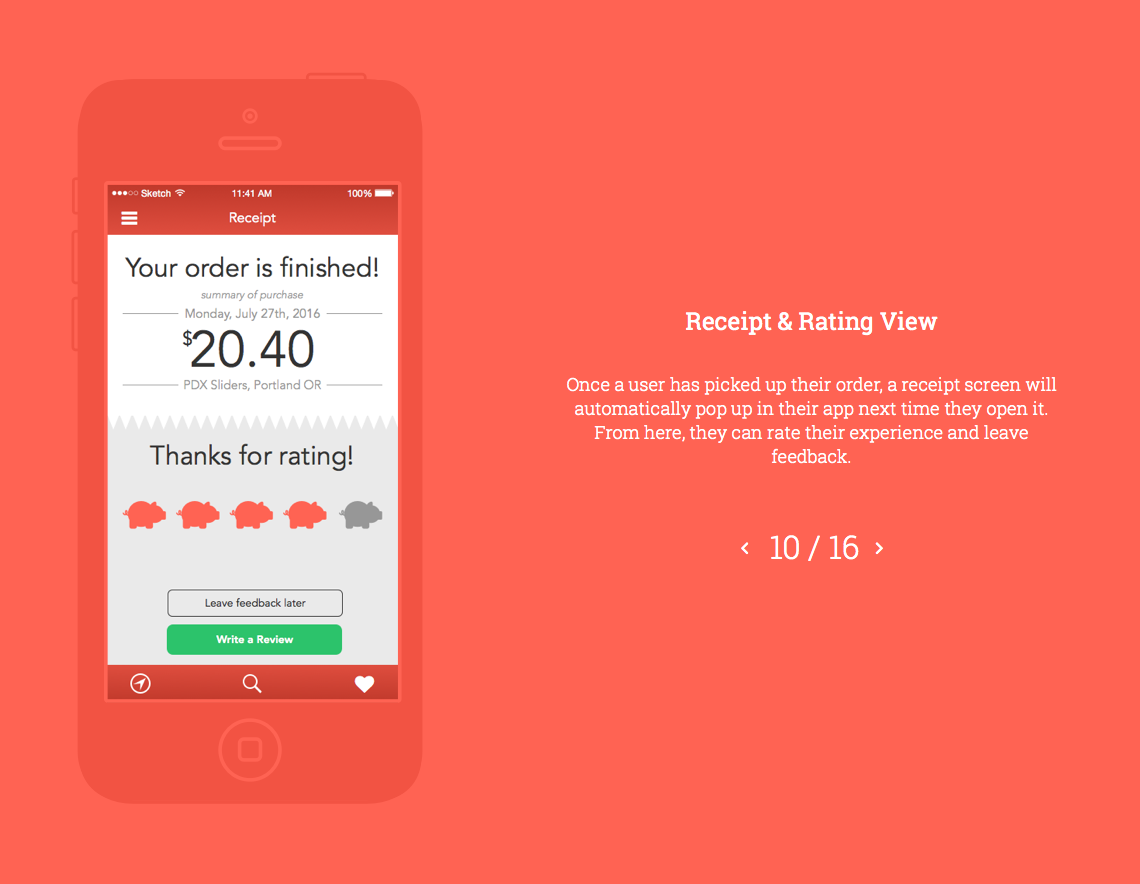 Sketch 11:41 AM 100%
Receipt
Your order is finished!
summary of purchase
Monday, July 27th, 2016
$20.40
PDX Sliders, Portland OR
Thanks for rating!
Leave feedback later
Write a Review
Receipt & Rating View
Once a user has picked up their order, a receipt screen will
automatically pop up in their app next time they open it.
From here, they can rate their experience and leave
feedback.
‹ 10 / 16 ›